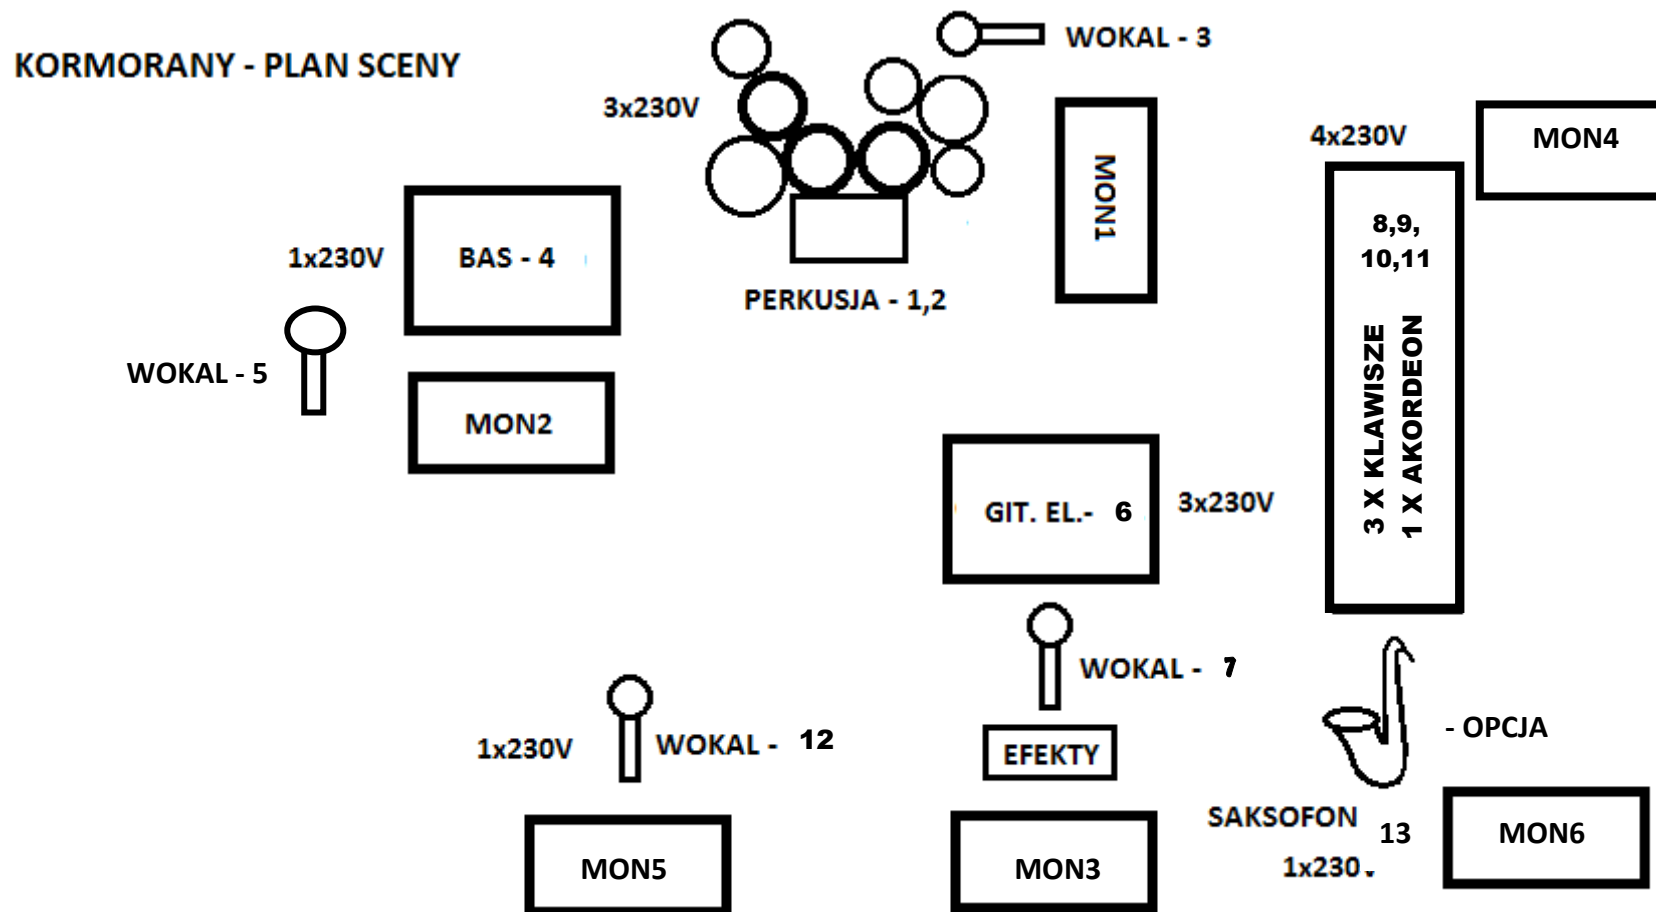 KORMORANY - PLAN SCENY
WOKAL - 3
3x230V
MON1
4x230V
MON4
1x230V
BAS - 4
PERKUSJA - 1,2
8,9,
10,11
3 X KLAWISZE
1 X AKORDEON
WOKAL - 5
MON2
GIT. EL.- 6
3x230V
WOKAL - 7
1x230V
WOKAL - 12
EFEKTY
- OPCJA
SAKSOFON 13
1x230
MON5
MON3
MON6